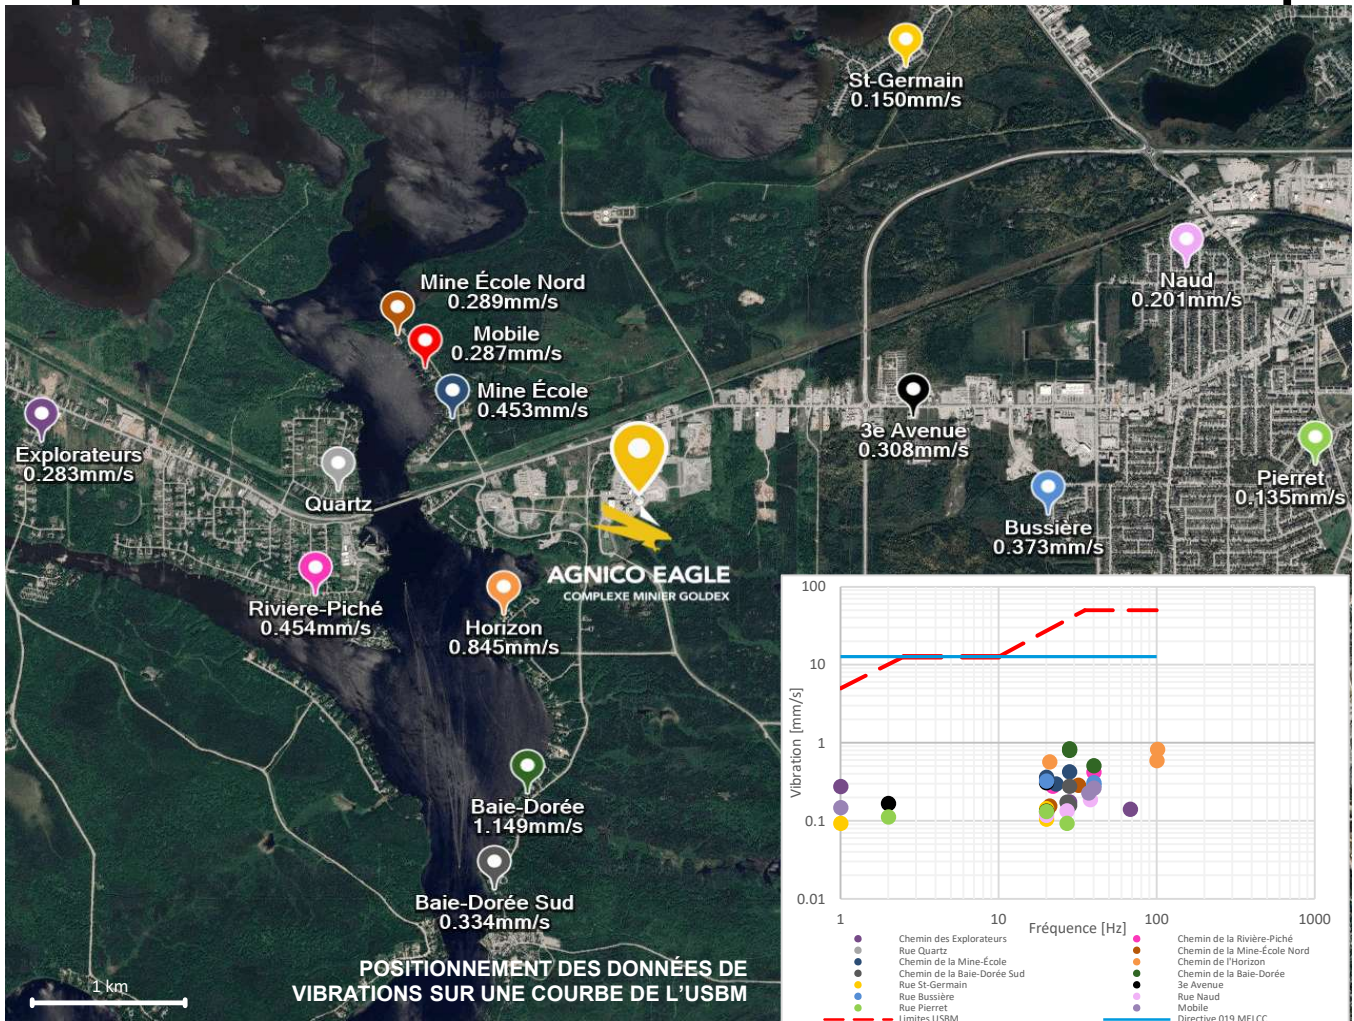 St-Germain
0.150mm/s
Naud
0.201mm/s
Mine École Nord
0.289mm/s
Mobile
0.287mm/s
Mine École
0.453mm/s
Explorateurs
0.283mm/s
Quartz
3e Avenue
0.308mm/s
Pierret
0.135mm/s
Bussière
0.373mm/s
AGNICO EAGLE
COMPLEXE MINIER GOLDEX
Riviere-Piché
0.454mm/s
Horizon
0.845mm/s
Baie-Dorée
1.149mm/s
Baie-Dorée Sud
0.334mm/s
POSITIONNEMENT DES DONNÉES DE
VIBRATIONS SUR UNE COURBE DE L'USBM
1 km
Vibration [mm/s]
100
10
1
0.1
0.01
1 10 100 1000
Fréquence [Hz]
Chemin des Explorateurs
Chemin de la Rivière-Piché
Rue Quartz
Chemin de la Mine-École Nord
Chemin de la Mine-École
Chemin de l'Horizon
Chemin de la Baie-Dorée Sud
Chemin de la Baie-Dorée
Rue St-Germain
3e Avenue
Rue Bussière
Rue Naud
Rue Pierret
Mobile
Limites USBM
Directive 019 MELCC